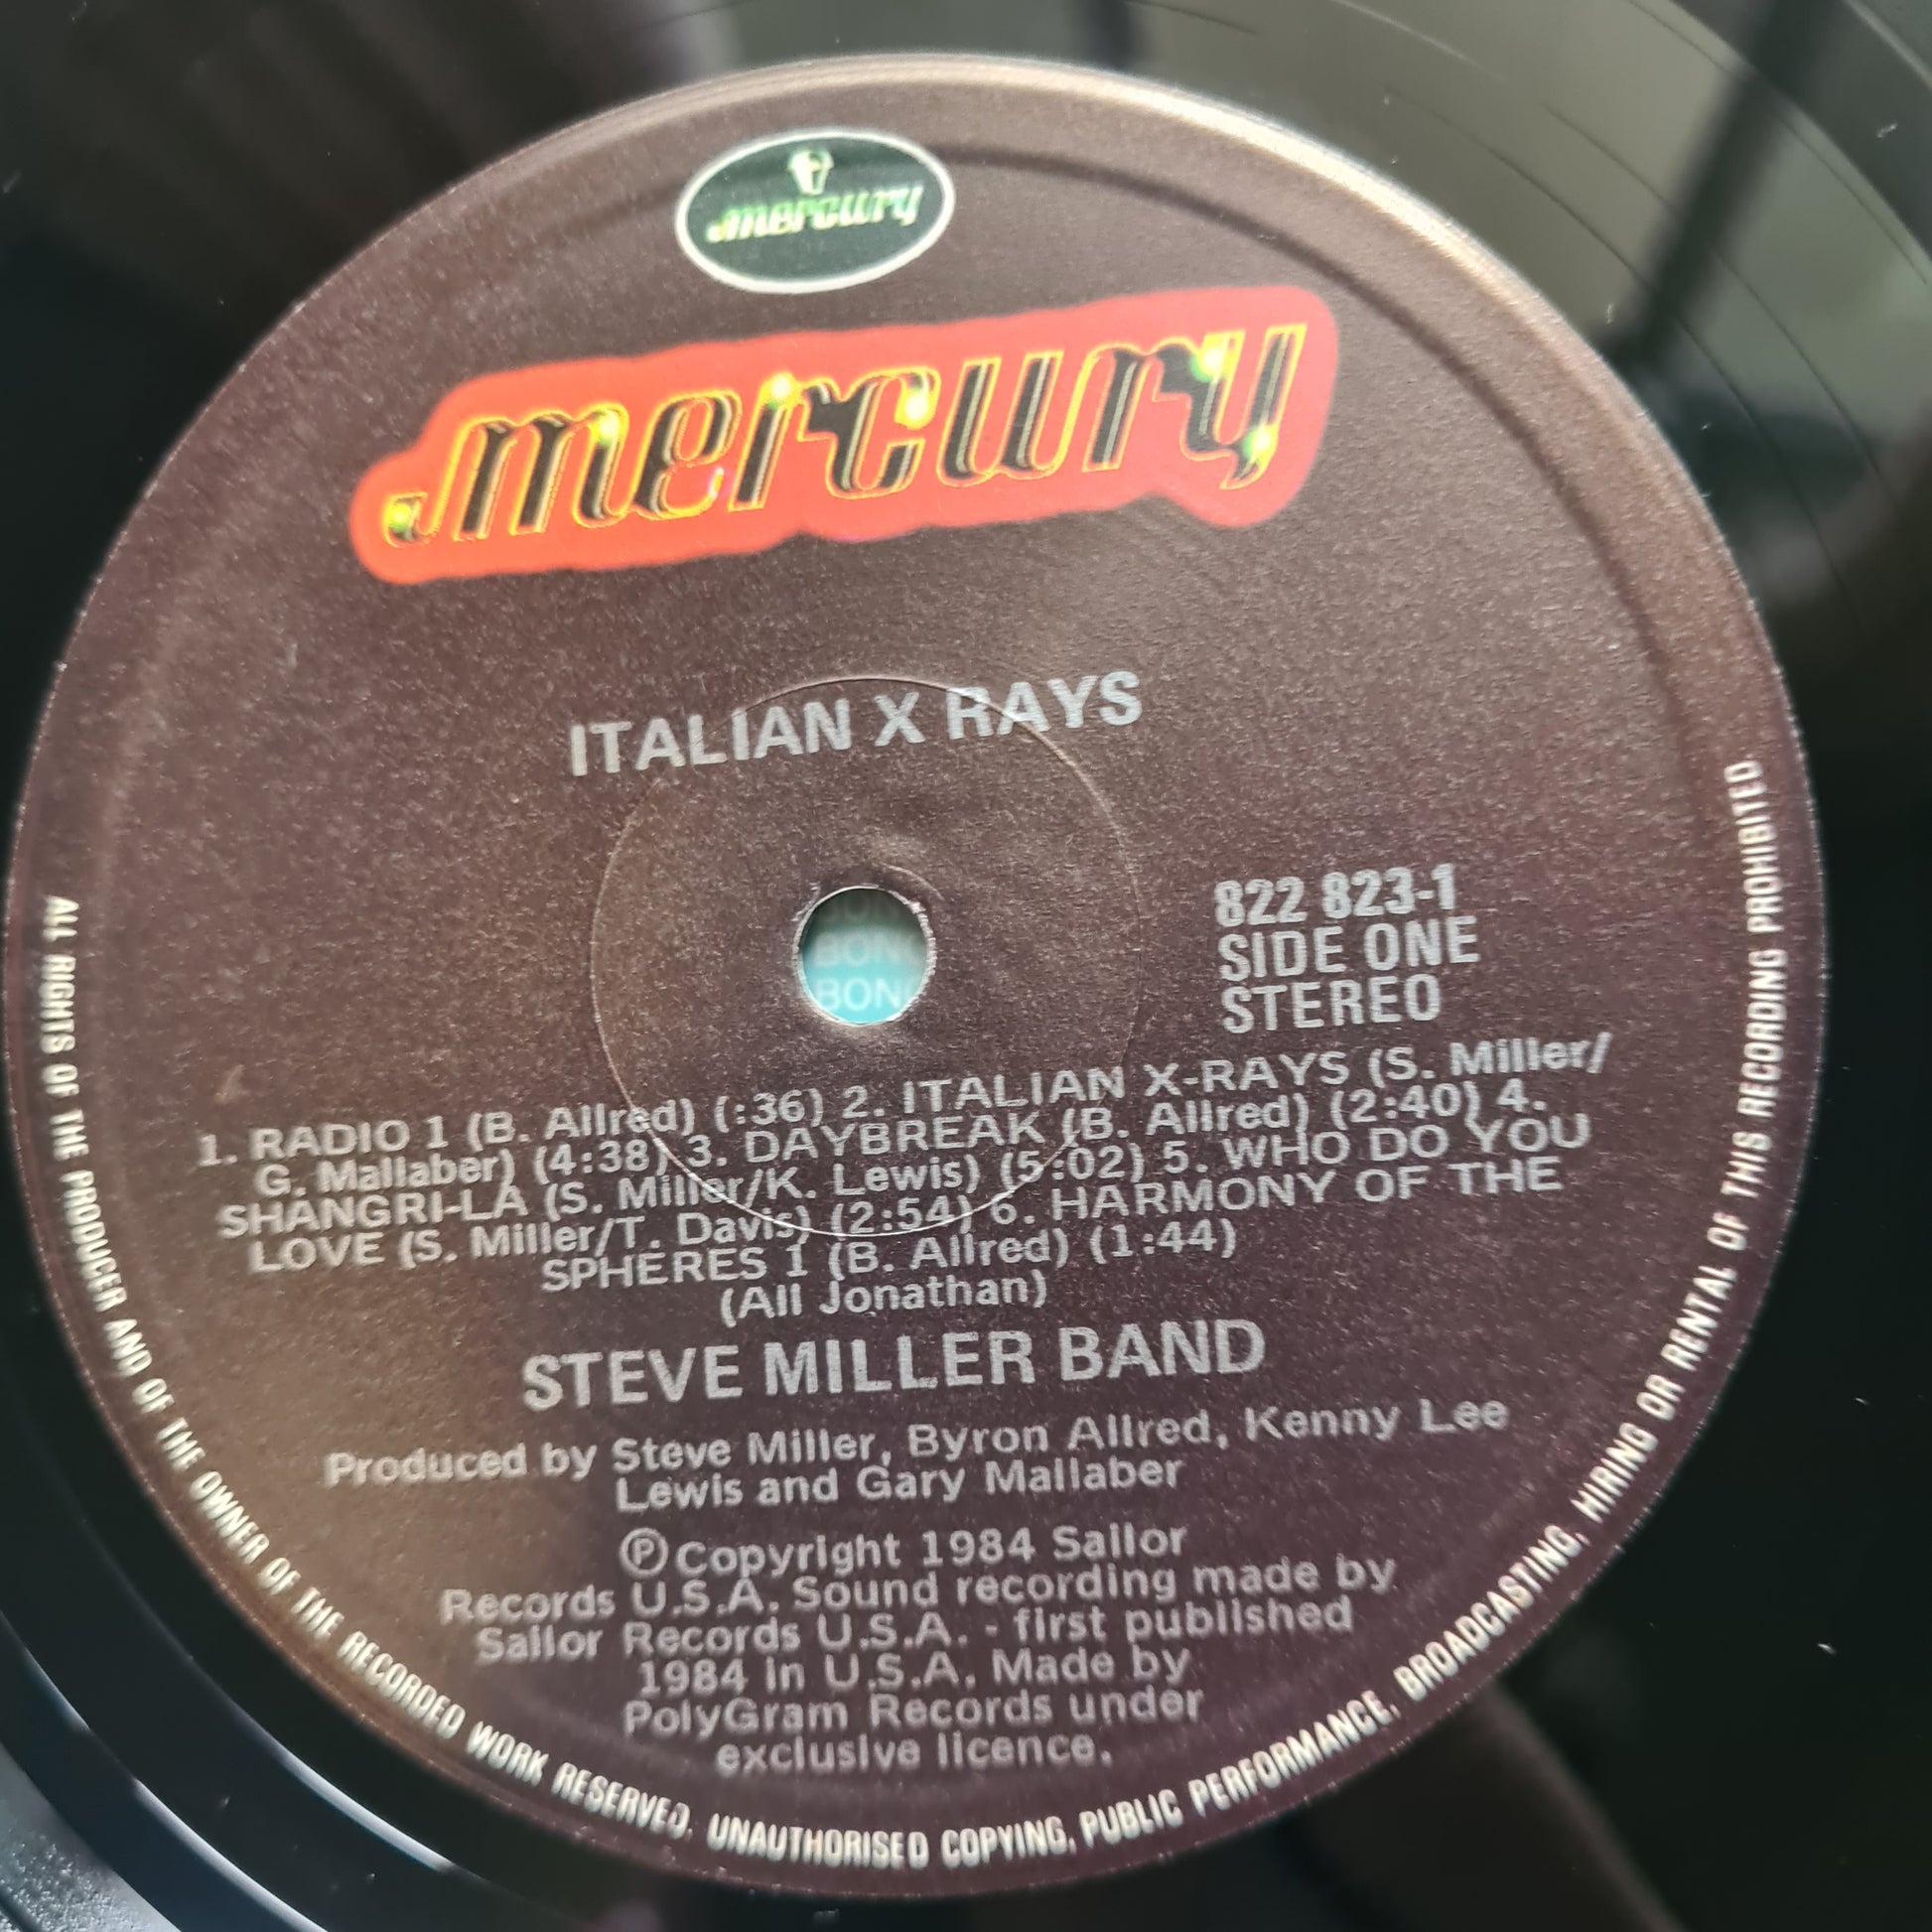 mercury
mercury
ITALIAN X RAYS
822 823-1
SIDE ONE
STEREO
1. RADIO 1 (B. Allred) (:36) 2. ITALIAN X-RAYS (S. Miller/
G. Mallaber) (4:38) 3. DAYBREAK (B. Allred) (2:40) 4.
SHANGRI-LA (S. Miller/K. Lewis) (5:02) 5. WHO DO YOU
LOVE (S. Miller/T. Davis) (2:54) 6. HARMONY OF THE
SPHERES 1 (B. Allred) (1:44)
(All Jonathan)
STEVE MILLER BAND
Produced by Steve Miller, Byron Allred, Kenny Lee
Lewis and Gary Mallaber
℗Copyright 1984 Sailor
Records U.S.A. Sound recording made by
Sailor Records U.S.A. - first published
1984 in U.S.A. Made by
PolyGram Records under
exclusive licence.
ALL RIGHTS OF THE PRODUCER AND OF THE OWNER OF THE RECORDED WORK RESERVED. UNAUTHORISED COPYING, PUBLIC PERFORMANCE, BROADCASTING, HIRING OR RENTAL OF THIS RECORDING PROHIBITED
BON
BON